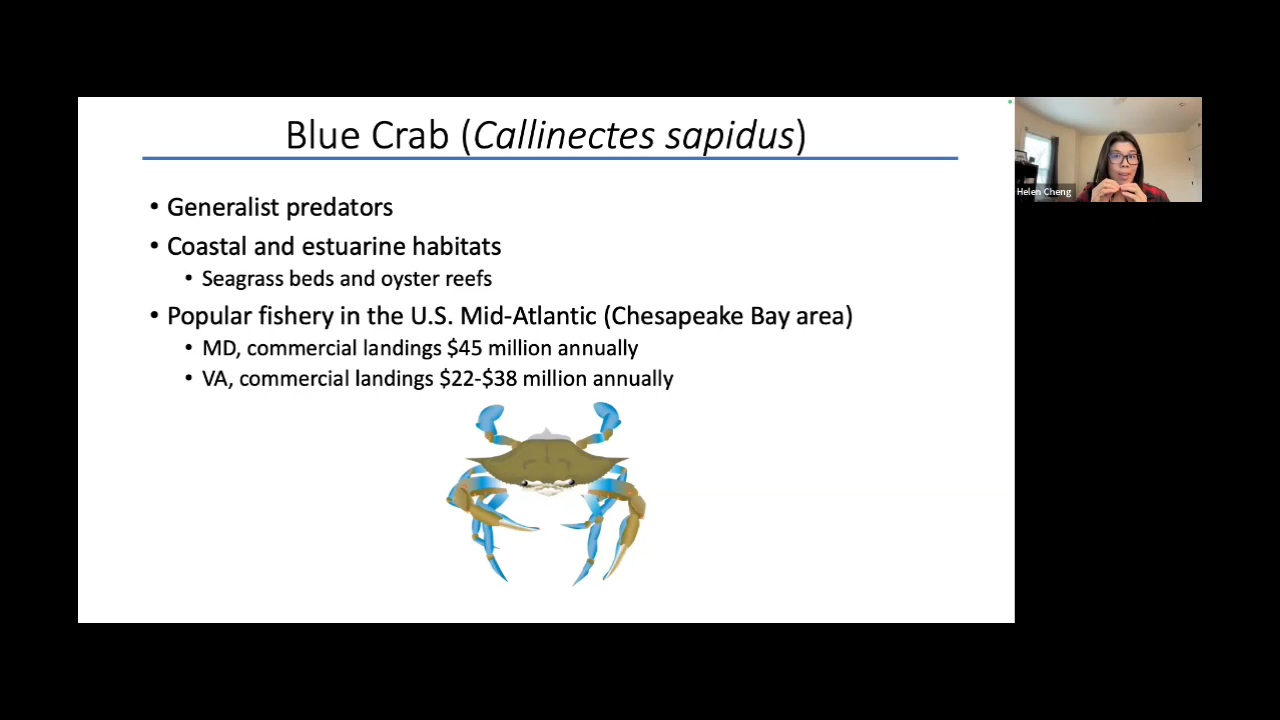 Blue Crab (Callinectes sapidus)
• Generalist predators
• Coastal and estuarine habitats
• Seagrass beds and oyster reefs
• Popular fishery in the U.S. Mid-Atlantic (Chesapeake Bay area)
• MD, commercial landings $45 million annually
• VA, commercial landings $22-$38 million annually
Helen Cheng